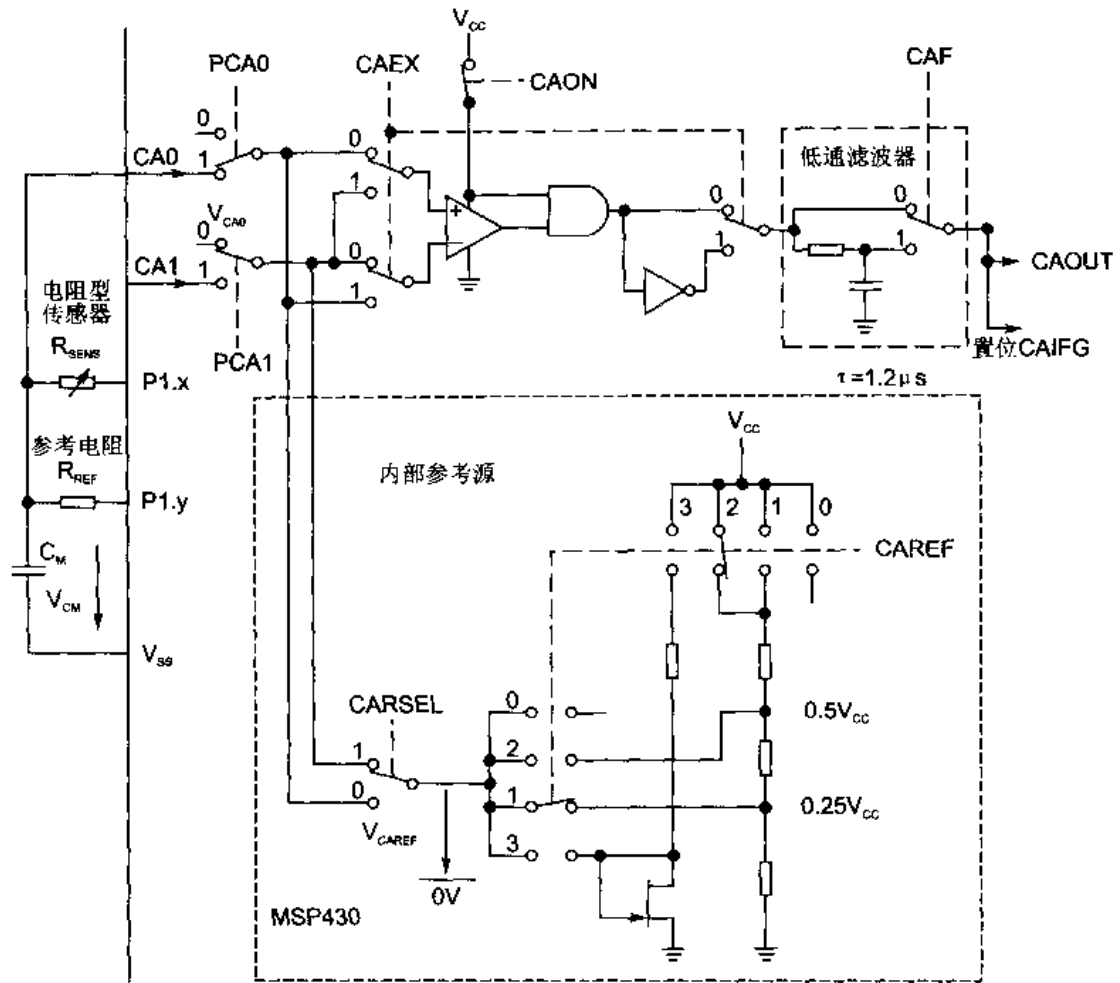 Vcc
PCA0
CAEX
CAON
CAF
0
0
低通滤波器
CA0
1
0
0
1
+
VCA0
0
0
−
1
1
CA1
1
1
CAOUT
电阻型
传感器
PCA1
置位CAIFG
RSENS
P1.x
τ=1.2μs
Vcc
参考电阻
内部参考源
RREF
P1.y
3
2
1
0
CAREF
CM
VCM
VSS
CARSEL
0
0.5Vcc
1
2
0
1
0.25Vcc
VCAREF
3
0V
MSP430